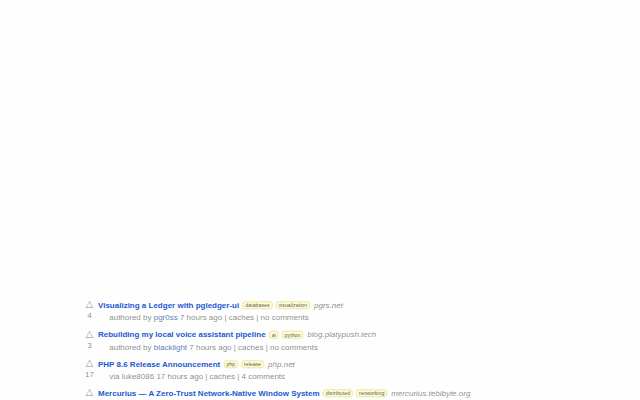 Visualizing a Ledger with pgledger-ui databases visualization pgrs.net
4 authored by pgr0ss 7 hours ago | caches | no comments
Rebuilding my local voice assistant pipeline ai python blog.platypush.tech
3 authored by blacklight 7 hours ago | caches | no comments
PHP 8.6 Release Announcement php release php.net
17 via luke8086 17 hours ago | caches | 4 comments
Mercurius — A Zero-Trust Network-Native Window System distributed networking mercurius.tebibyte.org